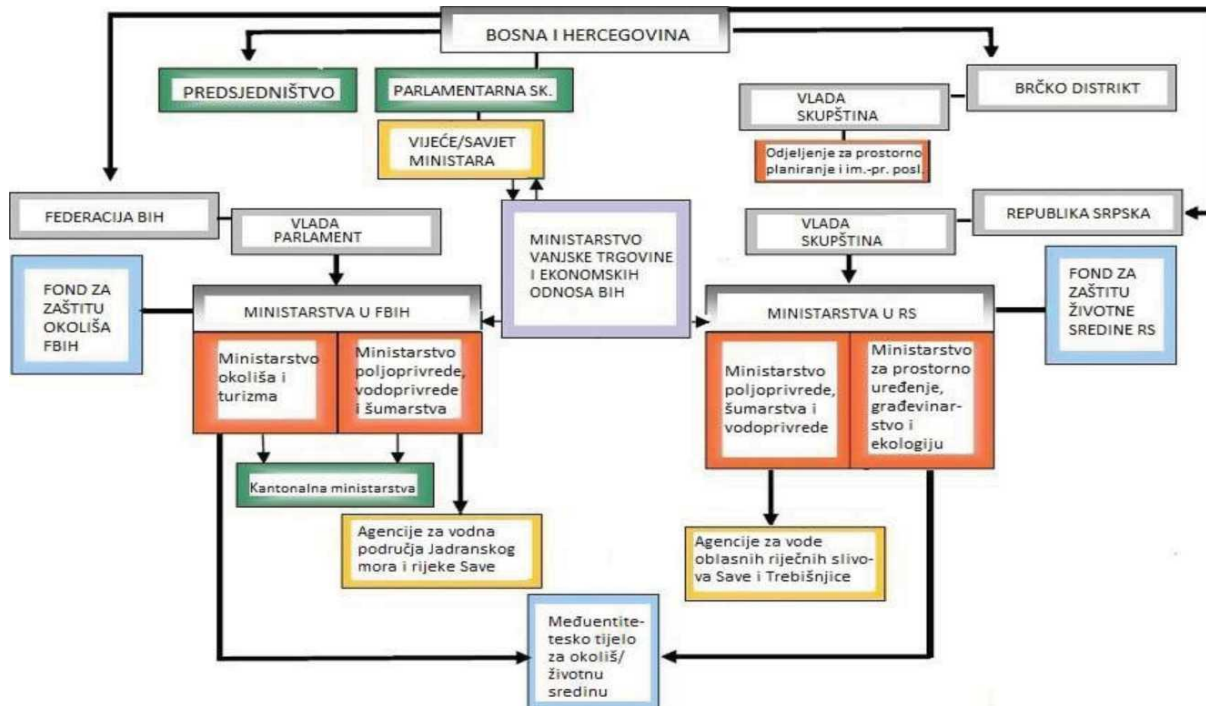 BOSNA I HERCEGOVINA
PREDSJEDNIŠTVO
PARLAMENTARNA SK.
VIJEĆE/SAVJET
MINISTARA
VLADA
SKUPŠTINA
BRČKO DISTRIKT
Odjeljenje za prostorno
planiranje i im.-pr. posl.
FEDERACIJA BIH
VLADA
PARLAMENT
MINISTARSTVO
VANJSKE TRGOVINE
I EKONOMSKIH
ODNOSA BIH
VLADA
SKUPŠTINA
REPUBLIKA SRPSKA
FOND ZA
ZAŠTITU
OKOLIŠA
FBIH
MINISTARSTVA U FBIH
MINISTARSTVA U RS
FOND ZA
ZAŠTITU
ŽIVOTNE
SREDINE RS
Ministarstvo
okoliša i
turizma
Ministarstvo
poljoprivrede,
vodoprivrede
i šumarstva
Ministarstvo
poljoprivrede,
šumarstva i
vodoprivrede
Ministarstvo
za prostorno
uređenje,
građevinar-
stvo i
ekologiju
Kantonalna ministarstva
Agencije za vodna
područja Jadranskog
mora i rijeke Save
Agencije za vode
oblasnih riječnih slivo-
va Save i Trebišnjice
Međuentite-
tesko tijelo
za okoliš/
životnu
sredinu